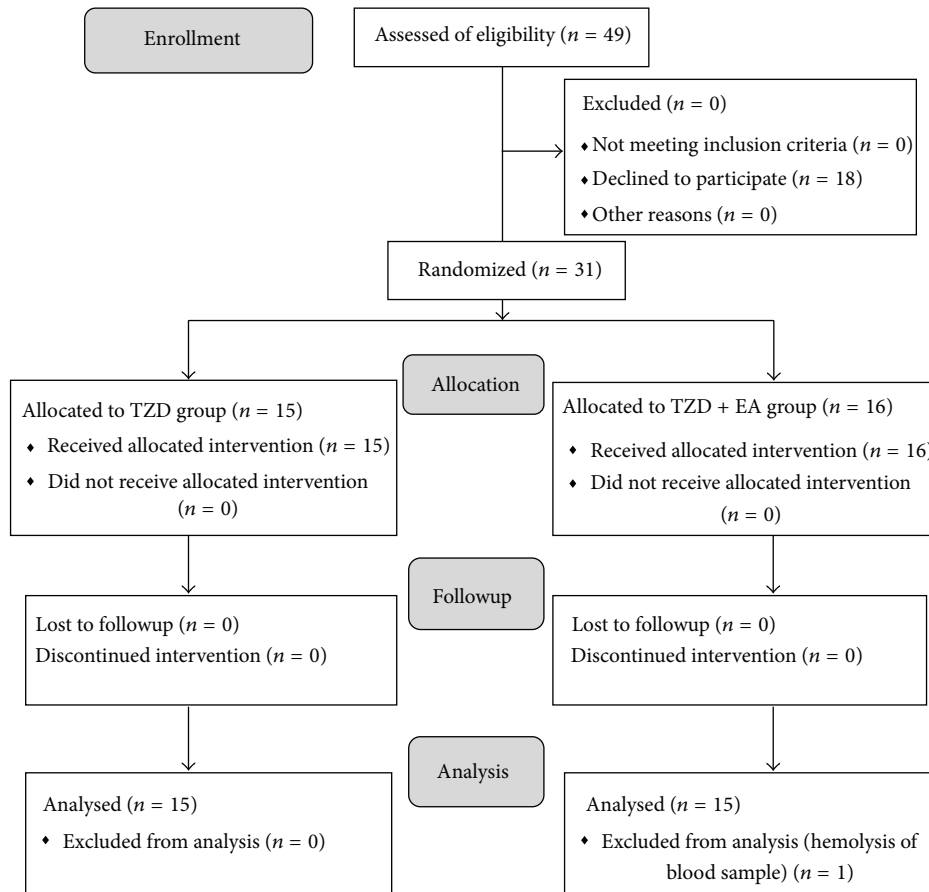 Enrollment
Assessed of eligibility (n = 49)
Excluded (n = 0)
♦ Not meeting inclusion criteria (n = 0)
♦ Declined to participate (n = 18)
♦ Other reasons (n = 0)
Randomized (n = 31)
Allocation
Allocated to TZD group (n = 15)
♦ Received allocated intervention (n = 15)
♦ Did not receive allocated intervention
(n = 0)
Allocated to TZD + EA group (n = 16)
♦ Received allocated intervention (n = 16)
♦ Did not receive allocated intervention
(n = 0)
Followup
Lost to followup (n = 0)
Discontinued intervention (n = 0)
Lost to followup (n = 0)
Discontinued intervention (n = 0)
Analysis
Analysed (n = 15)
♦ Excluded from analysis (n = 0)
Analysed (n = 15)
♦ Excluded from analysis (hemolysis of
blood sample) (n = 1)